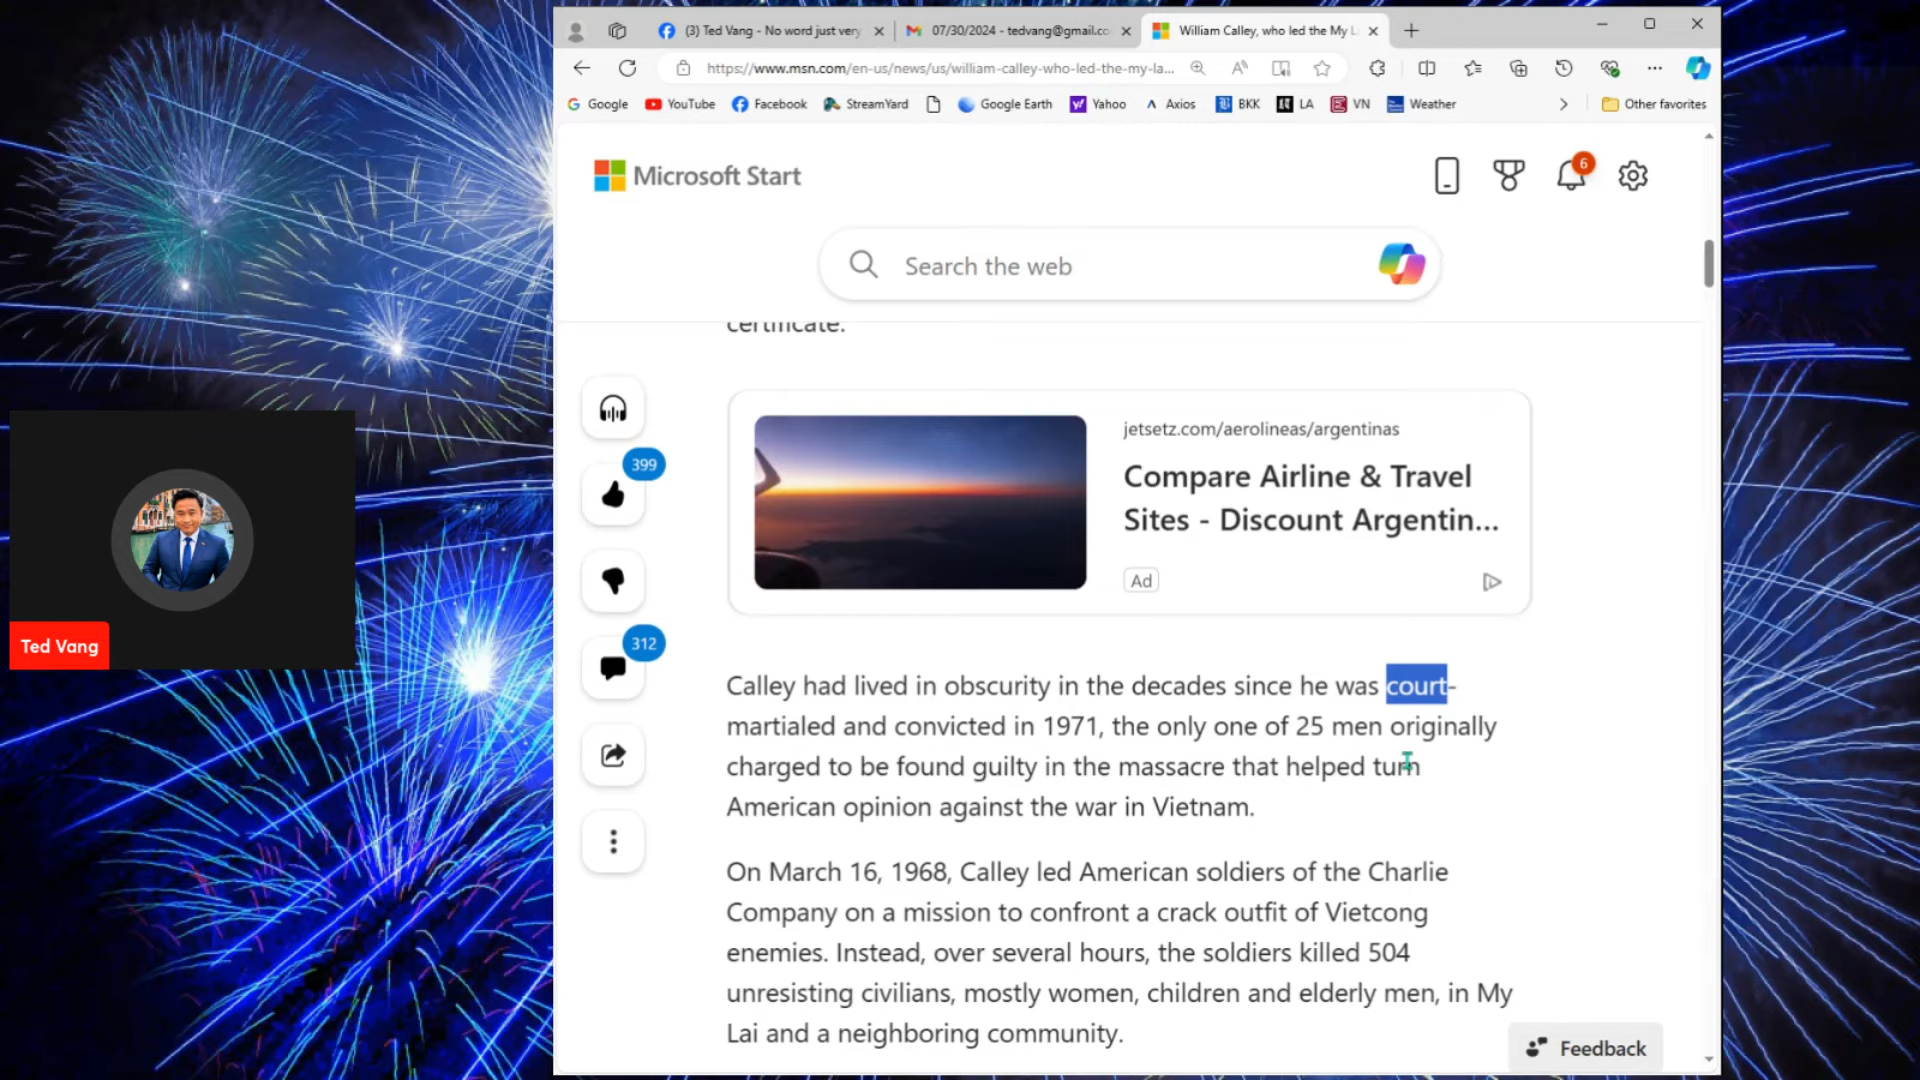 (3) Ted Vang - No word just very
07/30/2024 - tedvang@gmail.co
William Calley, who led the My L
https://www.msn.com/en-us/news/us/william-calley-who-led-the-my-la...
Google
YouTube
Facebook
StreamYard
Google Earth
Yahoo
Axios
BKK
LA
VN
Weather
Other favorites
Microsoft Start
6
Search the web
certificate.
399
312
jetsetz.com/aerolineas/argentinas
Compare Airline & Travel
Sites - Discount Argentin...
Ad
Ted Vang
Calley had lived in obscurity in the decades since he was court-
martialed and convicted in 1971, the only one of 25 men originally
charged to be found guilty in the massacre that helped turn
American opinion against the war in Vietnam.
On March 16, 1968, Calley led American soldiers of the Charlie
Company on a mission to confront a crack outfit of Vietcong
enemies. Instead, over several hours, the soldiers killed 504
unresisting civilians, mostly women, children and elderly men, in My
Lai and a neighboring community.
Feedback